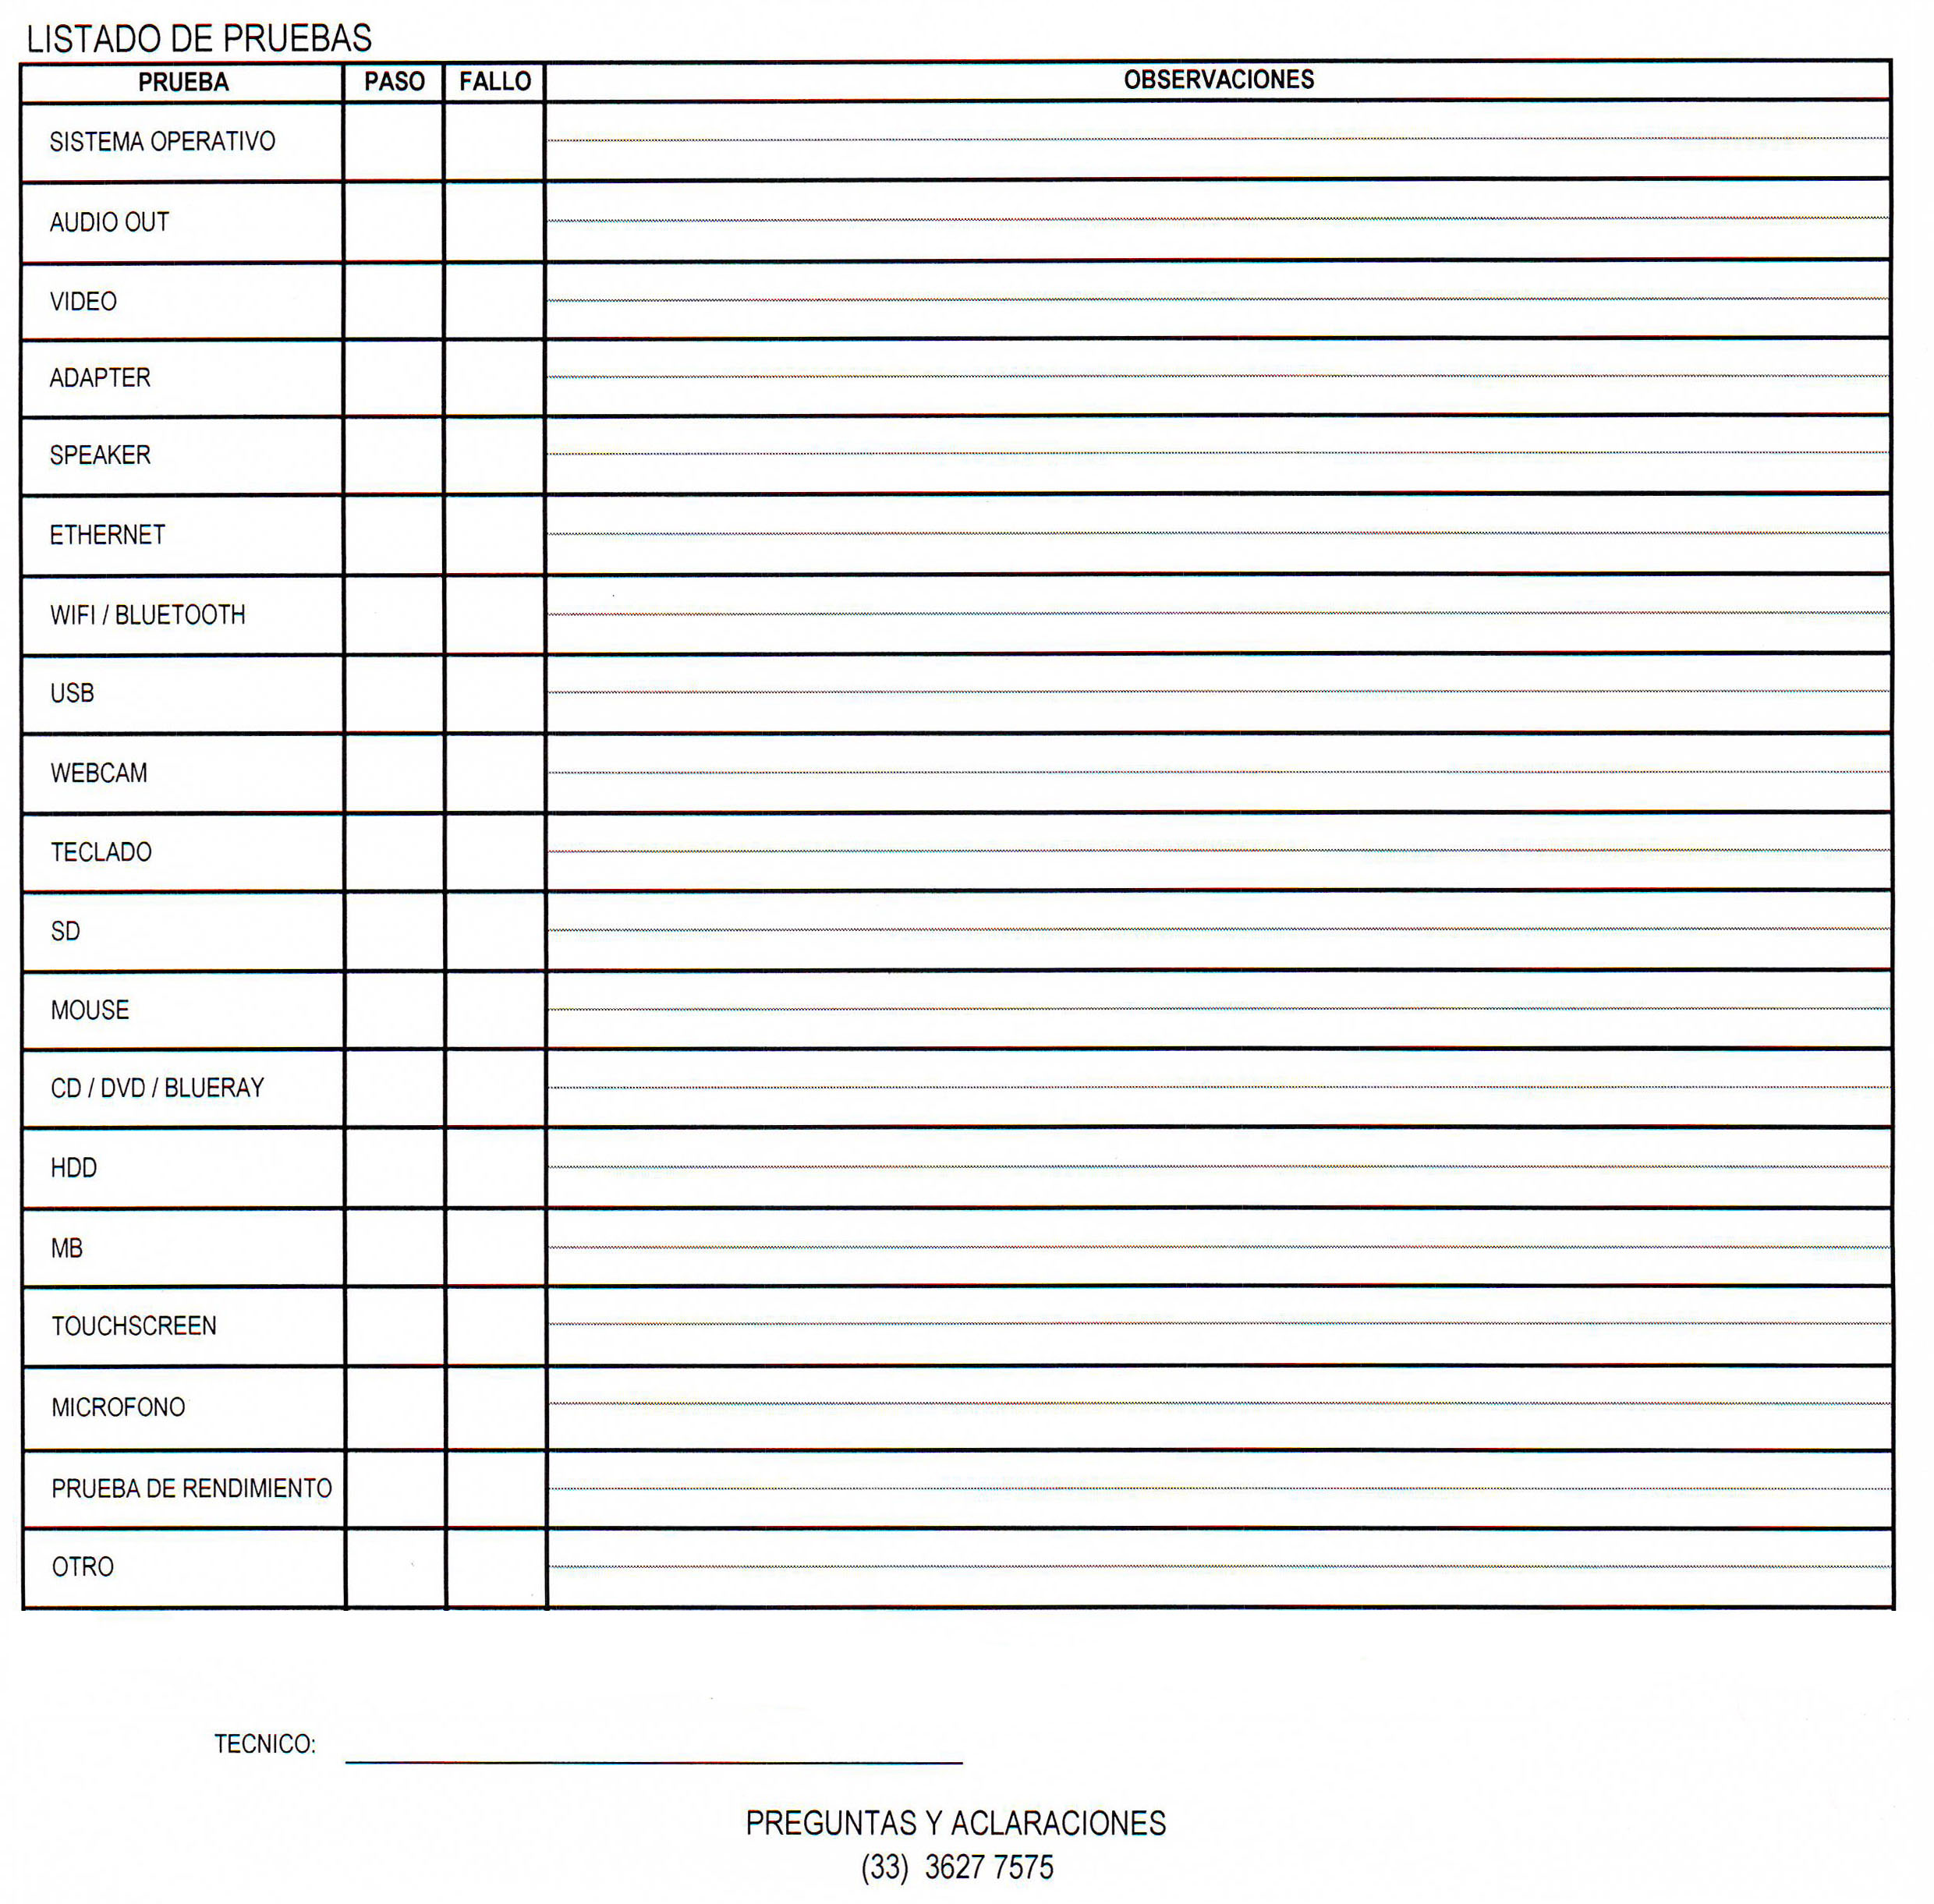 LISTADO DE PRUEBAS
PRUEBA PASO FALLO OBSERVACIONES
SISTEMA OPERATIVO
AUDIO OUT
VIDEO
ADAPTER
SPEAKER
ETHERNET
WIFI / BLUETOOTH
USB
WEBCAM
TECLADO
SD
MOUSE
CD / DVD / BLUERAY
HDD
MB
TOUCHSCREEN
MICROFONO
PRUEBA DE RENDIMIENTO
OTRO
TECNICO:
PREGUNTAS Y ACLARACIONES
(33) 3627 7575